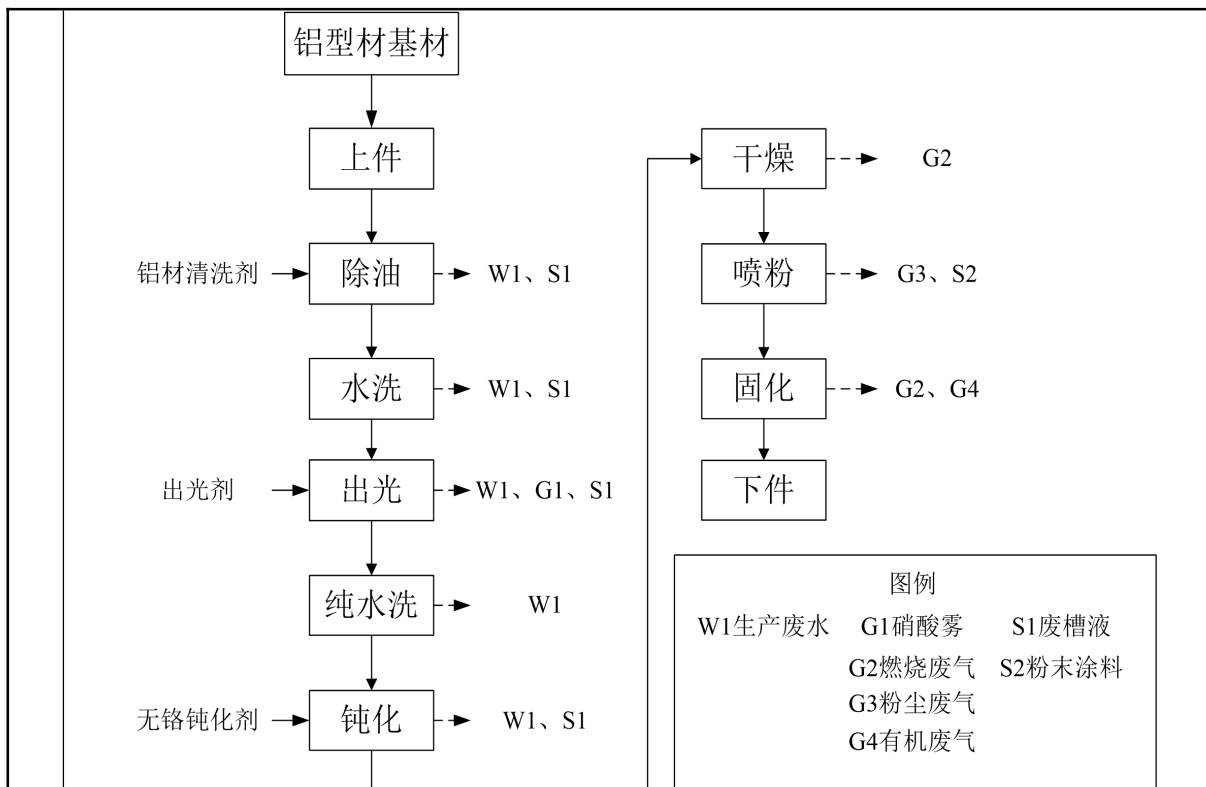 铝型材基材
上件
铝材清洗剂 除油 W1、S1
水洗 W1、S1
出光剂 出光 W1、G1、S1
纯水洗 W1
无铬钝化剂 钝化 W1、S1
干燥 G2
喷粉 G3、S2
固化 G2、G4
下件
图例
W1生产废水 G1硝酸雾 S1废槽液
G2燃烧废气 S2粉末涂料
G3粉尘废气
G4有机废气